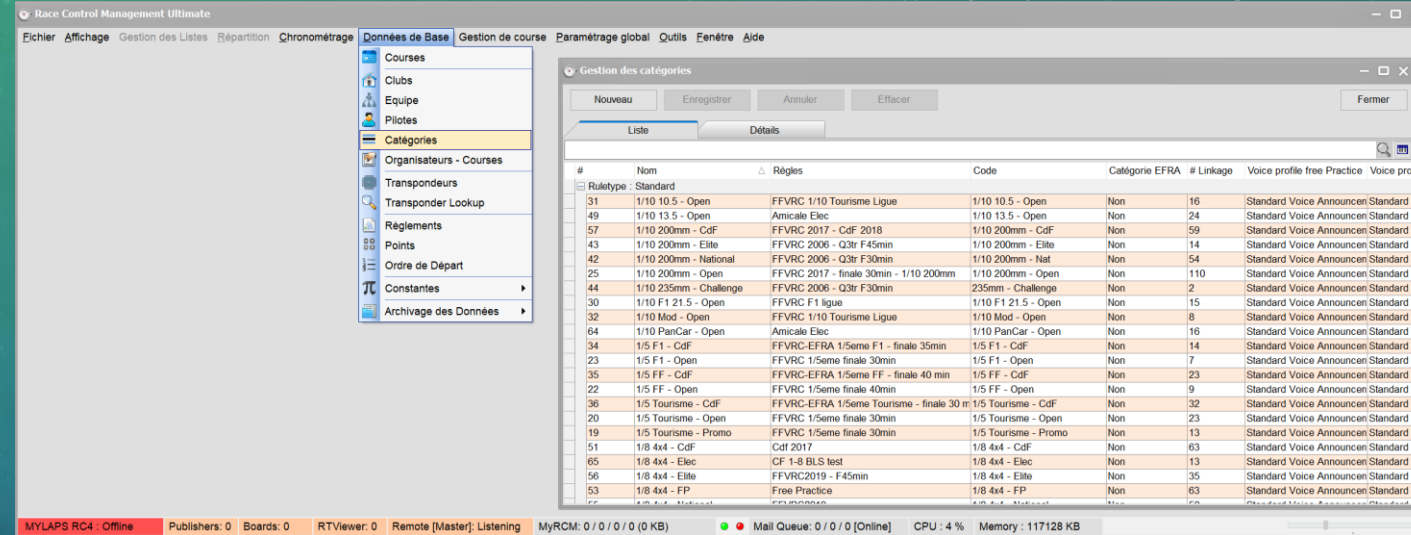 Race Control Management Ultimate
Fichier Affichage Gestion des Listes Répartition Chronométrage Données de Base Gestion de course Paramétrage global Outils Fenêtre Aide
Courses
Clubs
Equipe
Pilotes
Catégories
Organisateurs - Courses
Transpondeurs
Transponder Lookup
Règlements
Points
Ordre de Départ
Constantes
Archivage des Données
Gestion des catégories
Nouveau Enregistrer Annuler Effacer Fermer
Liste Détails
# Nom Règles Code Catégorie EFRA # Linkage Voice profile free Practice Voice pro
Ruletype : Standard
31 1/10 10.5 - Open FFVRC 1/10 Tourisme Ligue 1/10 10.5 - Open Non 16 Standard Voice Announcen Standard
49 1/10 13.5 - Open Amicale Elec 1/10 13.5 - Open Non 24 Standard Voice Announcen Standard
57 1/10 200mm - CdF FFVRC 2017 - CdF 2018 1/10 200mm - CdF Non 59 Standard Voice Announcen Standard
43 1/10 200mm - Elite FFVRC 2006 - Q3tr F45min 1/10 200mm - Elite Non 14 Standard Voice Announcen Standard
42 1/10 200mm - National FFVRC 2006 - Q3tr F30min 1/10 200mm - Nat Non 54 Standard Voice Announcen Standard
25 1/10 200mm - Open FFVRC 2017 - finale 30min - 1/10 200mm 1/10 200mm - Open Non 110 Standard Voice Announcen Standard
44 1/10 235mm - Challenge FFVRC 2006 - Q3tr F30min 235mm - Challenge Non 2 Standard Voice Announcen Standard
30 1/10 F1 21.5 - Open FFVRC F1 ligue 1/10 F1 21.5 - Open Non 15 Standard Voice Announcen Standard
32 1/10 Mod - Open FFVRC 1/10 Tourisme Ligue 1/10 Mod - Open Non 8 Standard Voice Announcen Standard
64 1/10 PanCar - Open Amicale Elec 1/10 PanCar - Open Non 16 Standard Voice Announcen Standard
34 1/5 F1 - CdF FFVRC-EFRA 1/5eme F1 - finale 35min 1/5 F1 - CdF Non 14 Standard Voice Announcen Standard
23 1/5 F1 - Open FFVRC 1/5eme finale 30min 1/5 F1 - Open Non 7 Standard Voice Announcen Standard
35 1/5 FF - CdF FFVRC-EFRA 1/5eme FF - finale 40 min 1/5 FF - CdF Non 23 Standard Voice Announcen Standard
22 1/5 FF - Open FFVRC 1/5eme finale 40min 1/5 FF - Open Non 9 Standard Voice Announcen Standard
36 1/5 Tourisme - CdF FFVRC-EFRA 1/5eme Tourisme - finale 30 m 1/5 Tourisme - CdF Non 32 Standard Voice Announcen Standard
20 1/5 Tourisme - Open FFVRC 1/5eme finale 30min 1/5 Tourisme - Open Non 23 Standard Voice Announcen Standard
19 1/5 Tourisme - Promo FFVRC 1/5eme finale 30min 1/5 Tourisme - Promo Non 13 Standard Voice Announcen Standard
51 1/8 4x4 - CdF Cdf 2017 1/8 4x4 - CdF Non 63 Standard Voice Announcen Standard
65 1/8 4x4 - Elec CF 1-8 BLS test 1/8 4x4 - Elec Non 13 Standard Voice Announcen Standard
56 1/8 4x4 - Elite FFVRC2019 - F45min 1/8 4x4 - Elite Non 35 Standard Voice Announcen Standard
53 1/8 4x4 - FP Free Practice 1/8 4x4 - FP Non 63 Standard Voice Announcen Standard
MYLAPS RC4 : Offline Publishers: 0 Boards: 0 RTViewer: 0 Remote [Master]: Listening MyRCM: 0 / 0 / 0 / 0 (0 KB) Mail Queue: 0 / 0 / 0 [Online] CPU : 4 % Memory : 117128 KB